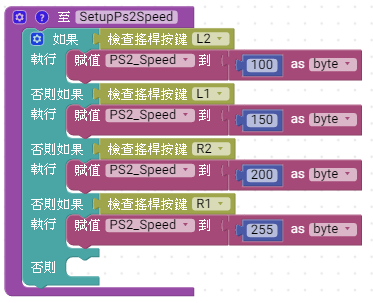 ? 至 SetupPs2Speed
如果 檢查搖桿按鍵 L2
執行 賦值 PS2_Speed 到 100 as byte
否則如果 檢查搖桿按鍵 L1
執行 賦值 PS2_Speed 到 150 as byte
否則如果 檢查搖桿按鍵 R2
執行 賦值 PS2_Speed 到 200 as byte
否則如果 檢查搖桿按鍵 R1
執行 賦值 PS2_Speed 到 255 as byte
否則